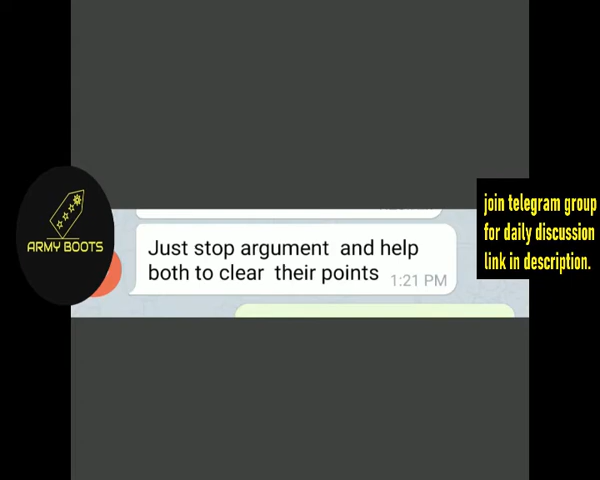 ARMY BOOTS
Just stop argument  and help
both to clear  their points
1:21 PM
join telegram group
for daily discussion
link in description.